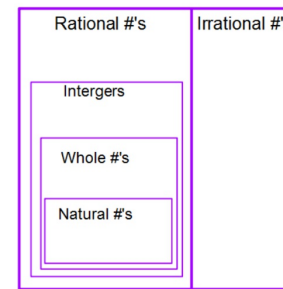 Rational #'s
Irrational #'
Intergers
Whole #'s
Natural #'s